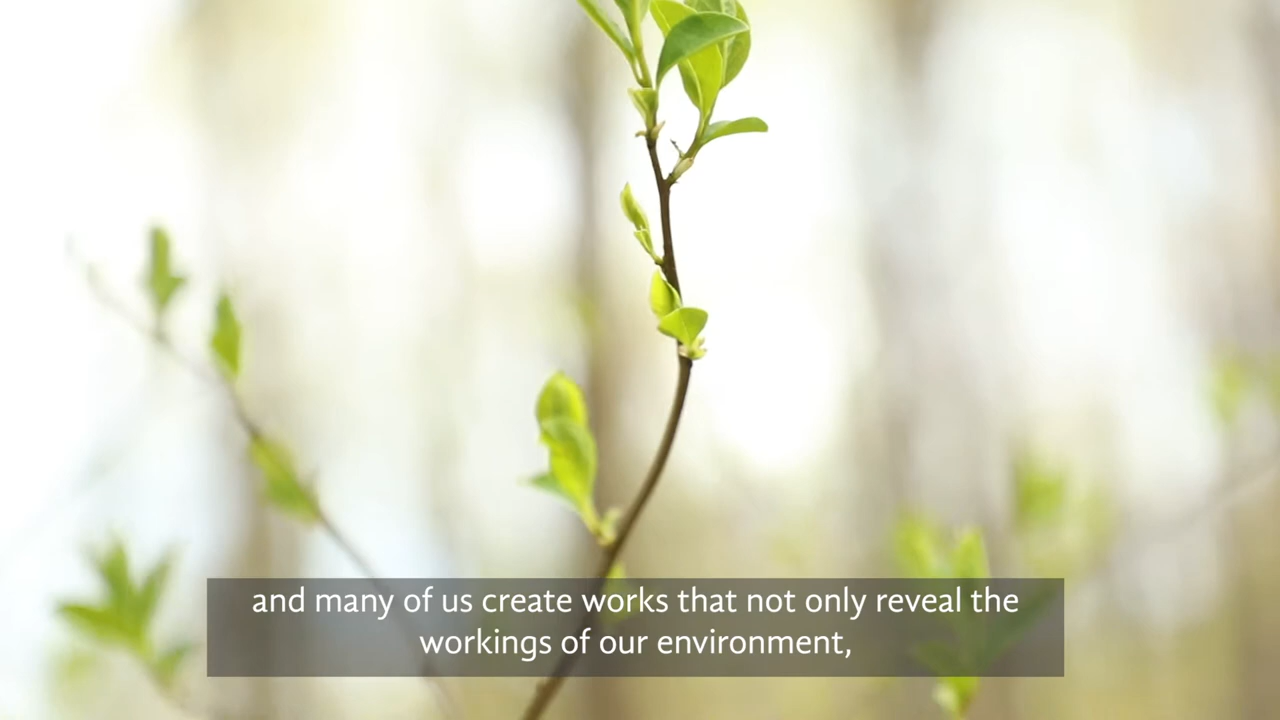 and many of us create works that not only reveal the
workings of our environment,